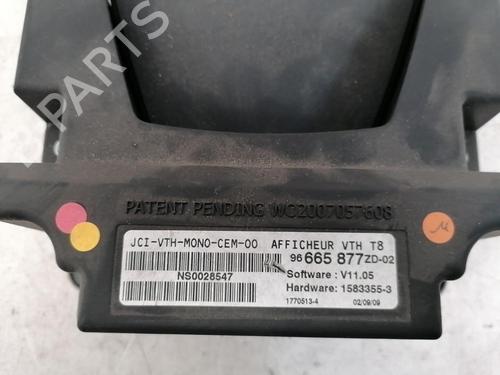 PATENT PENDING WO2007057608
JCI-VTH-MONO-CEM-00 AFFICHEUR VTH T8
96 665 877ZD-02
NS0028547
Software : V11.05
Hardware: 1583355-3
1770513-4 02/09/09
B-PARTS